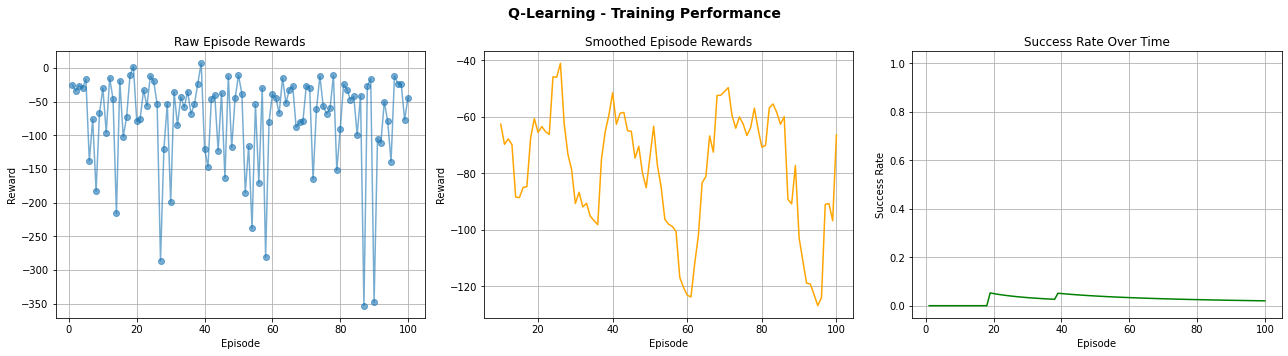 Q-Learning - Training Performance
Raw Episode Rewards
0
−50
−100
−150
−200
−250
−300
−350
Reward
0 20 40 60 80 100
Episode
Smoothed Episode Rewards
−40
−60
−80
−100
−120
Reward
20 40 60 80 100
Episode
Success Rate Over Time
1.0
0.8
0.6
0.4
0.2
0.0
Success Rate
0 20 40 60 80 100
Episode